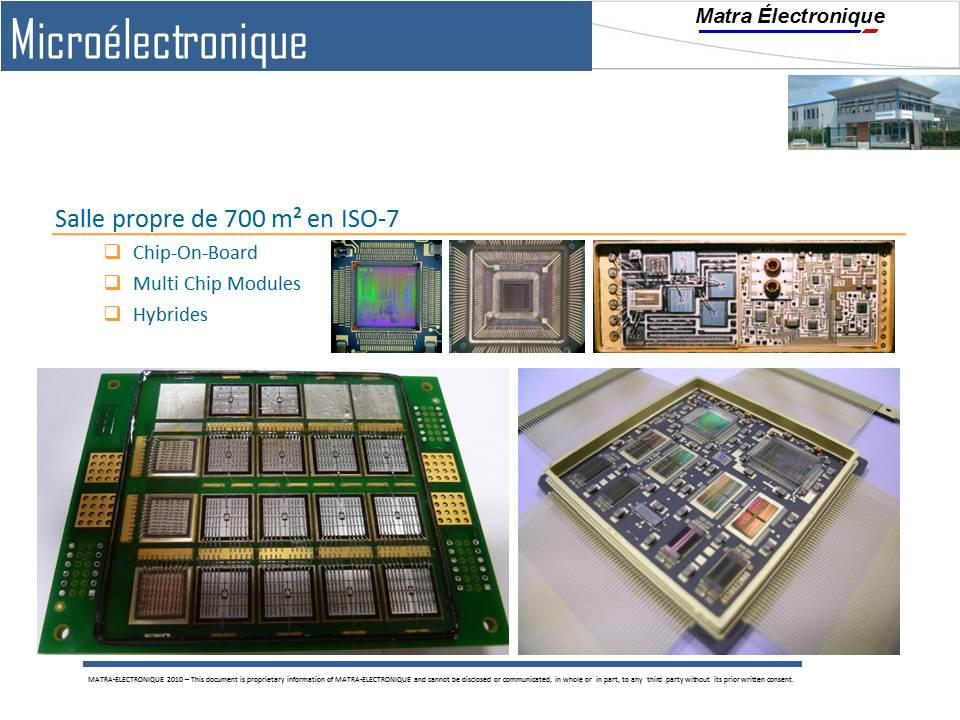 Microélectronique
Matra Électronique
Salle propre de 700 m² en ISO-7
Chip-On-Board
Multi Chip Modules
Hybrides
MATRA-ELECTRONIQUE 2010 – This document is proprietary information of MATRA-ELECTRONIQUE and cannot be disclosed or communicated, in whole or in part, to any third party without its prior written consent.